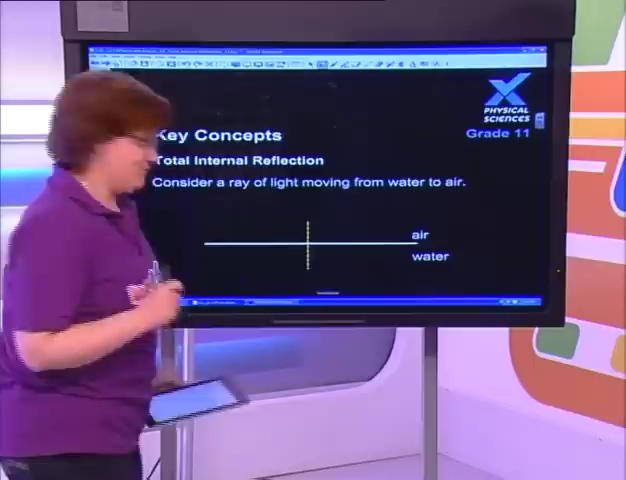 PHYSICAL
SCIENCES
Grade 11
Key Concepts
Total Internal Reflection
Consider a ray of light moving from water to air.
air
water